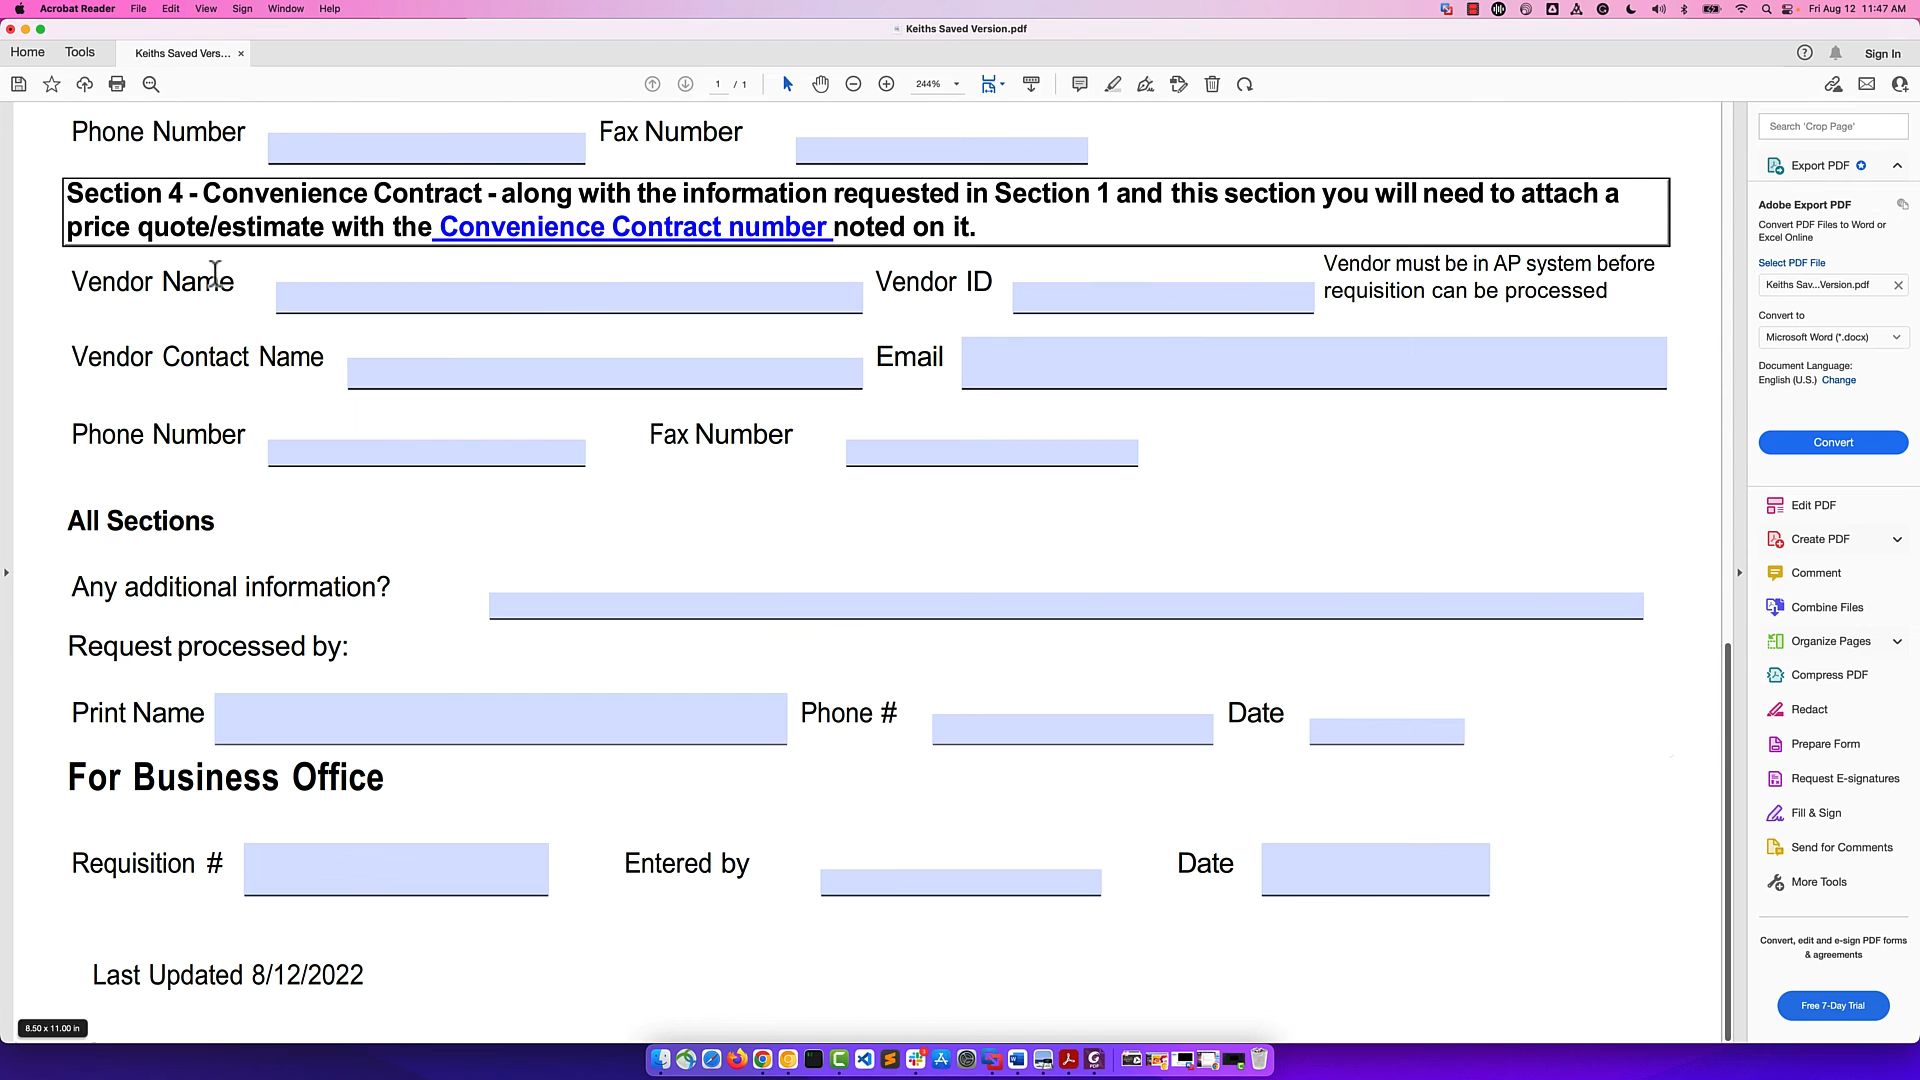 Acrobat Reader File Edit View Sign Window Help Fri Aug 12 11:47 AM
Keiths Saved Version.pdf
Home Tools Keiths Saved Vers... × Sign In
1 / 1 244%
Phone Number Fax Number
Section 4 - Convenience Contract - along with the information requested in Section 1 and this section you will need to attach a
price quote/estimate with the Convenience Contract number noted on it.
Vendor Name Vendor ID Vendor must be in AP system before
requisition can be processed
Vendor Contact Name Email
Phone Number Fax Number
All Sections
Any additional information?
Request processed by:
Print Name Phone # Date
For Business Office
Requisition # Entered by Date
Last Updated 8/12/2022
8.50 x 11.00 in
Search 'Crop Page'
Export PDF
Adobe Export PDF
Convert PDF Files to Word or
Excel Online
Select PDF File
Keiths Sav...Version.pdf
Convert to
Microsoft Word (*.docx)
Document Language:
English (U.S.) Change
Convert
Edit PDF
Create PDF
Comment
Combine Files
Organize Pages
Compress PDF
Redact
Prepare Form
Request E-signatures
Fill & Sign
Send for Comments
More Tools
Convert, edit and e-sign PDF forms
& agreements
Free 7-Day Trial